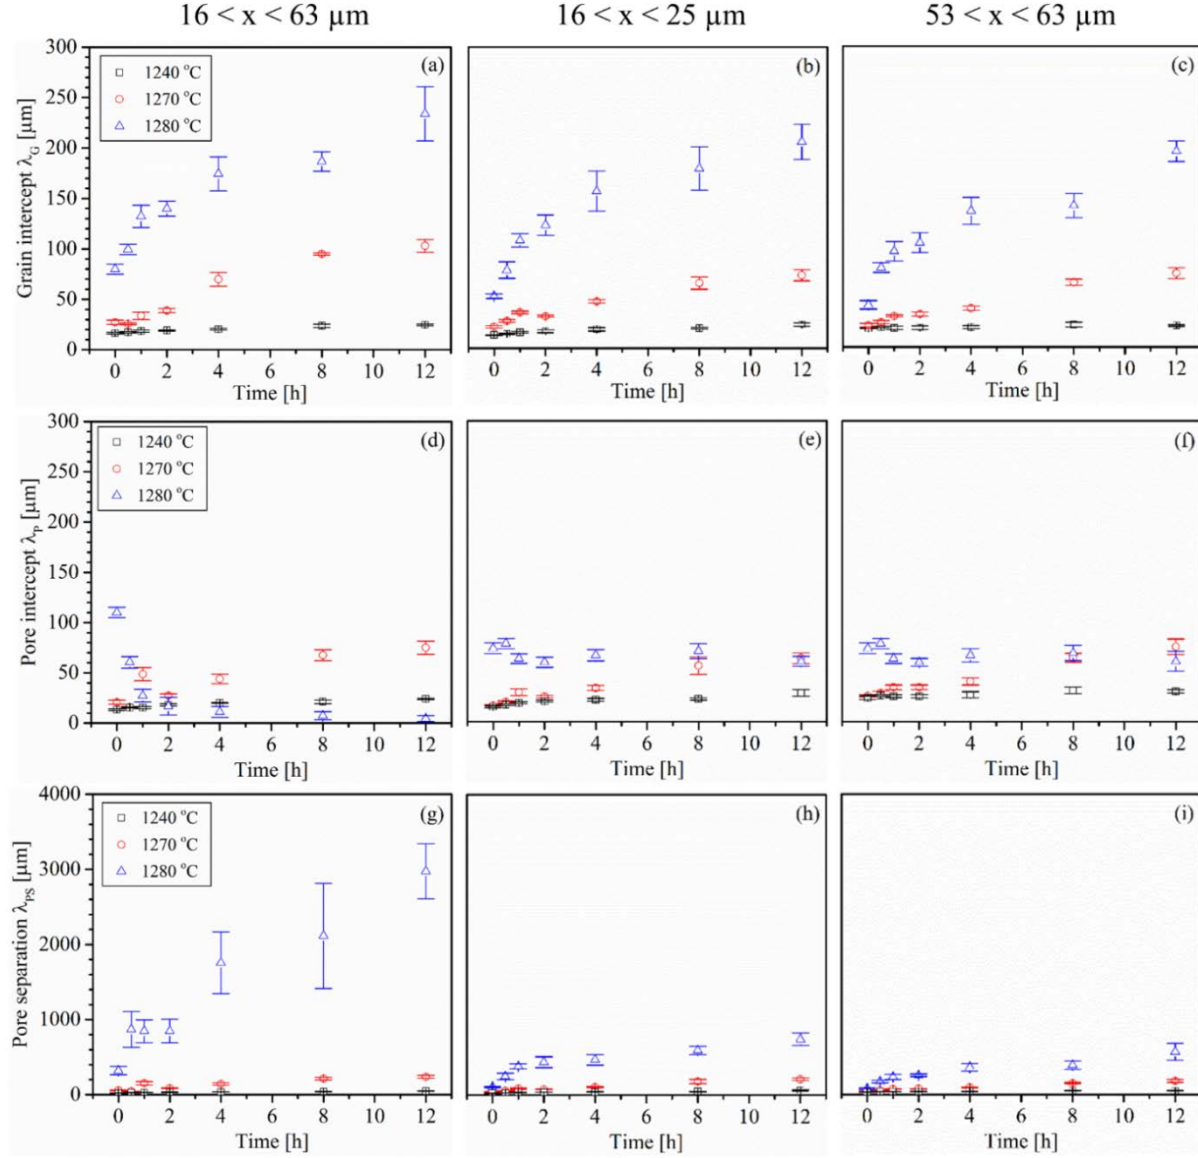 16 < x < 63 µm 16 < x < 25 µm 53 < x < 63 µm
Grain intercept λG [µm]
300
250
200
150
100
50
0
1240 °C
1270 °C
1280 °C
(a)
0 2 4 6 8 10 12
Time [h]
(b)
0 2 4 6 8 10 12
Time [h]
(c)
0 2 4 6 8 10 12
Time [h]
Pore intercept λP [µm]
300
250
200
150
100
50
0
1240 °C
1270 °C
1280 °C
(d)
0 2 4 6 8 10 12
Time [h]
(e)
0 2 4 6 8 10 12
Time [h]
(f)
0 2 4 6 8 10 12
Time [h]
Pore separation λPS [µm]
4000
3000
2000
1000
0
1240 °C
1270 °C
1280 °C
(g)
0 2 4 6 8 10 12
Time [h]
(h)
0 2 4 6 8 10 12
Time [h]
(i)
0 2 4 6 8 10 12
Time [h]